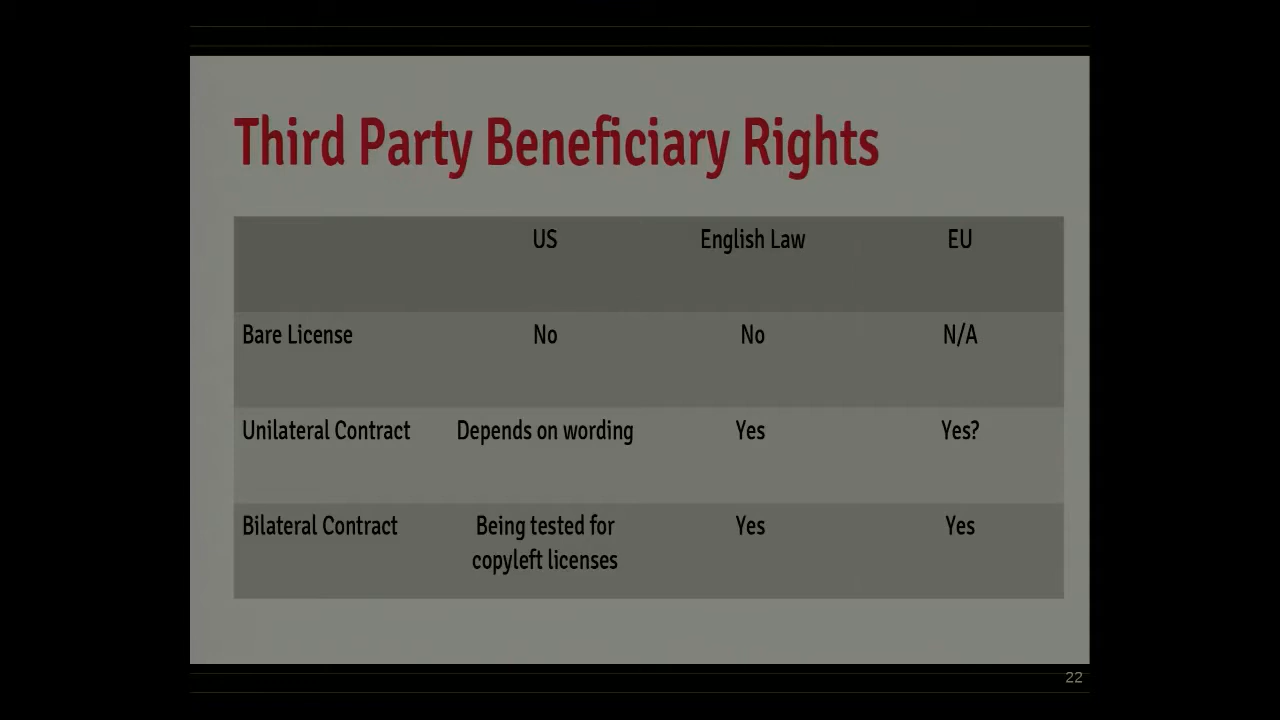 Third Party Beneficiary Rights
US English Law EU
Bare License No No N/A
Unilateral Contract Depends on wording Yes Yes?
Bilateral Contract Being tested for Yes Yes
copyleft licenses
22